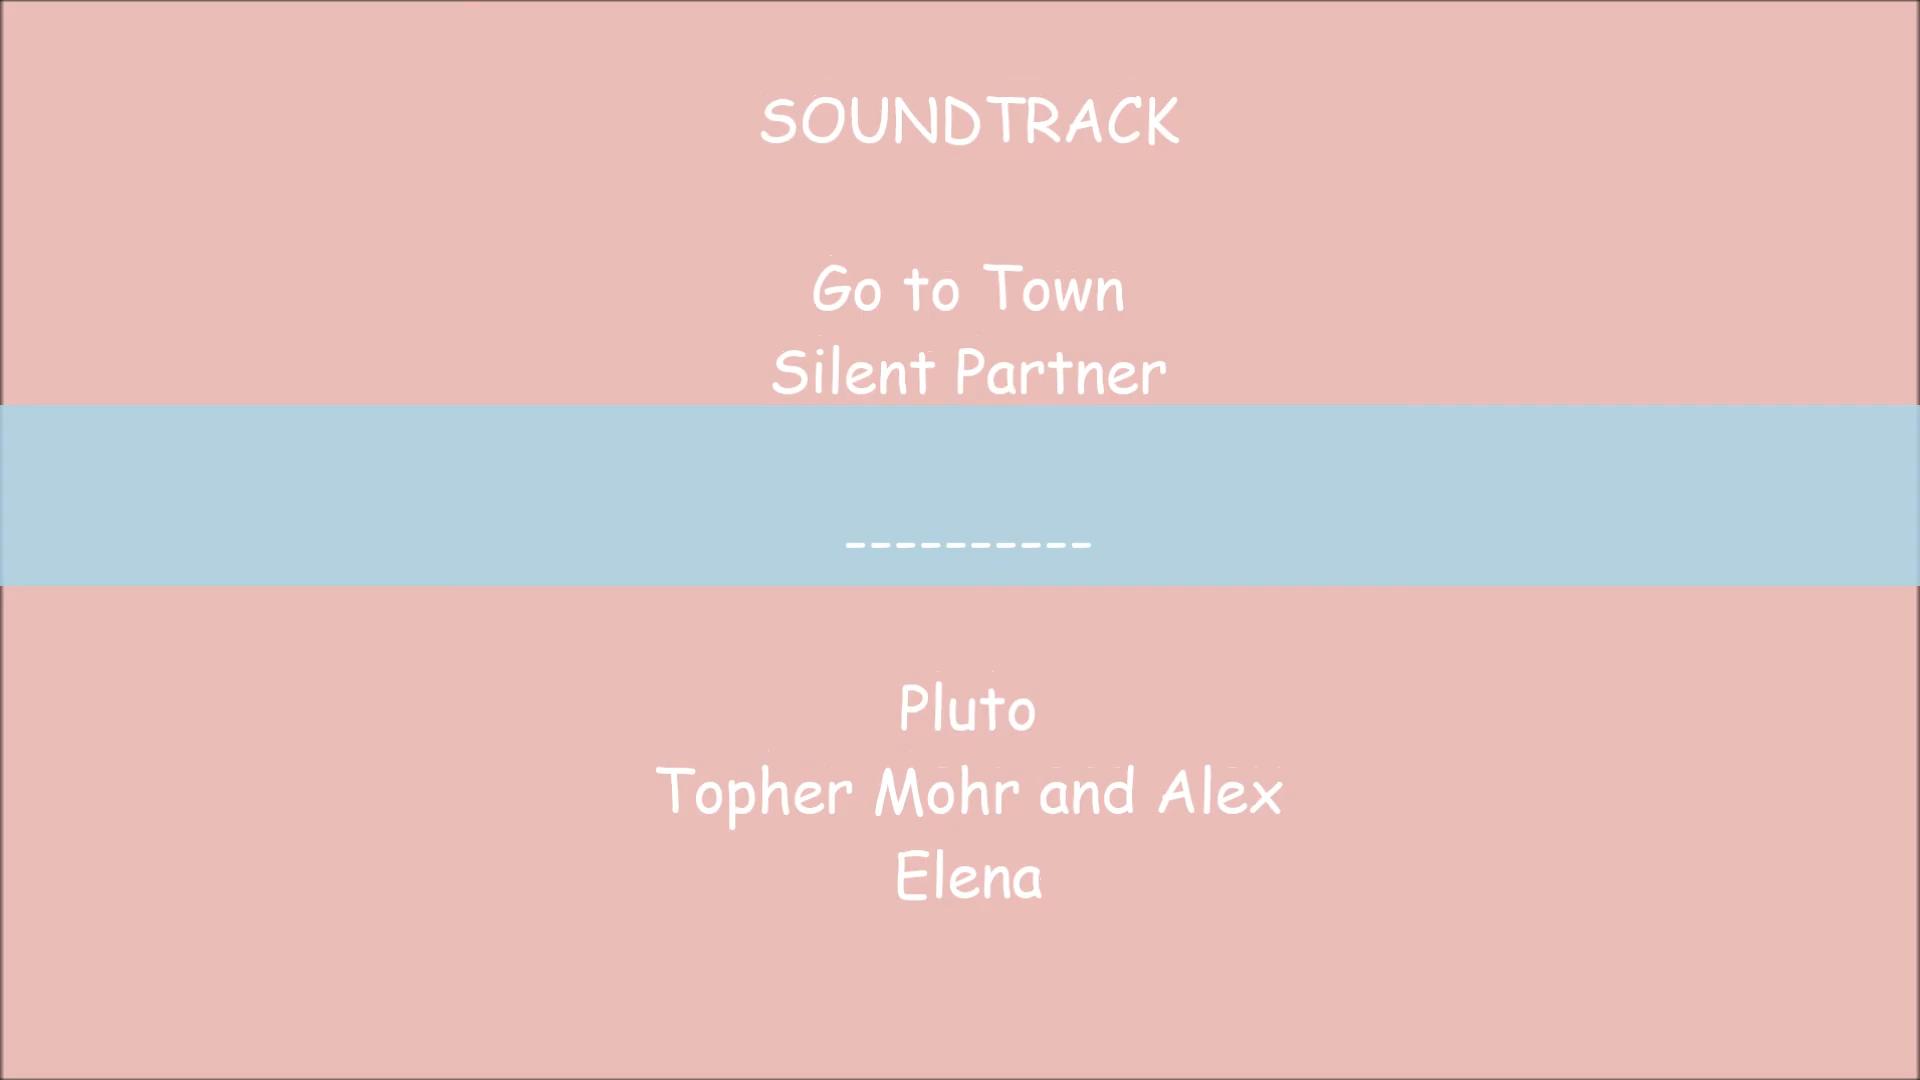 SOUNDTRACK
Go to Town
Silent Partner
----------
Pluto
Topher Mohr and Alex
Elena